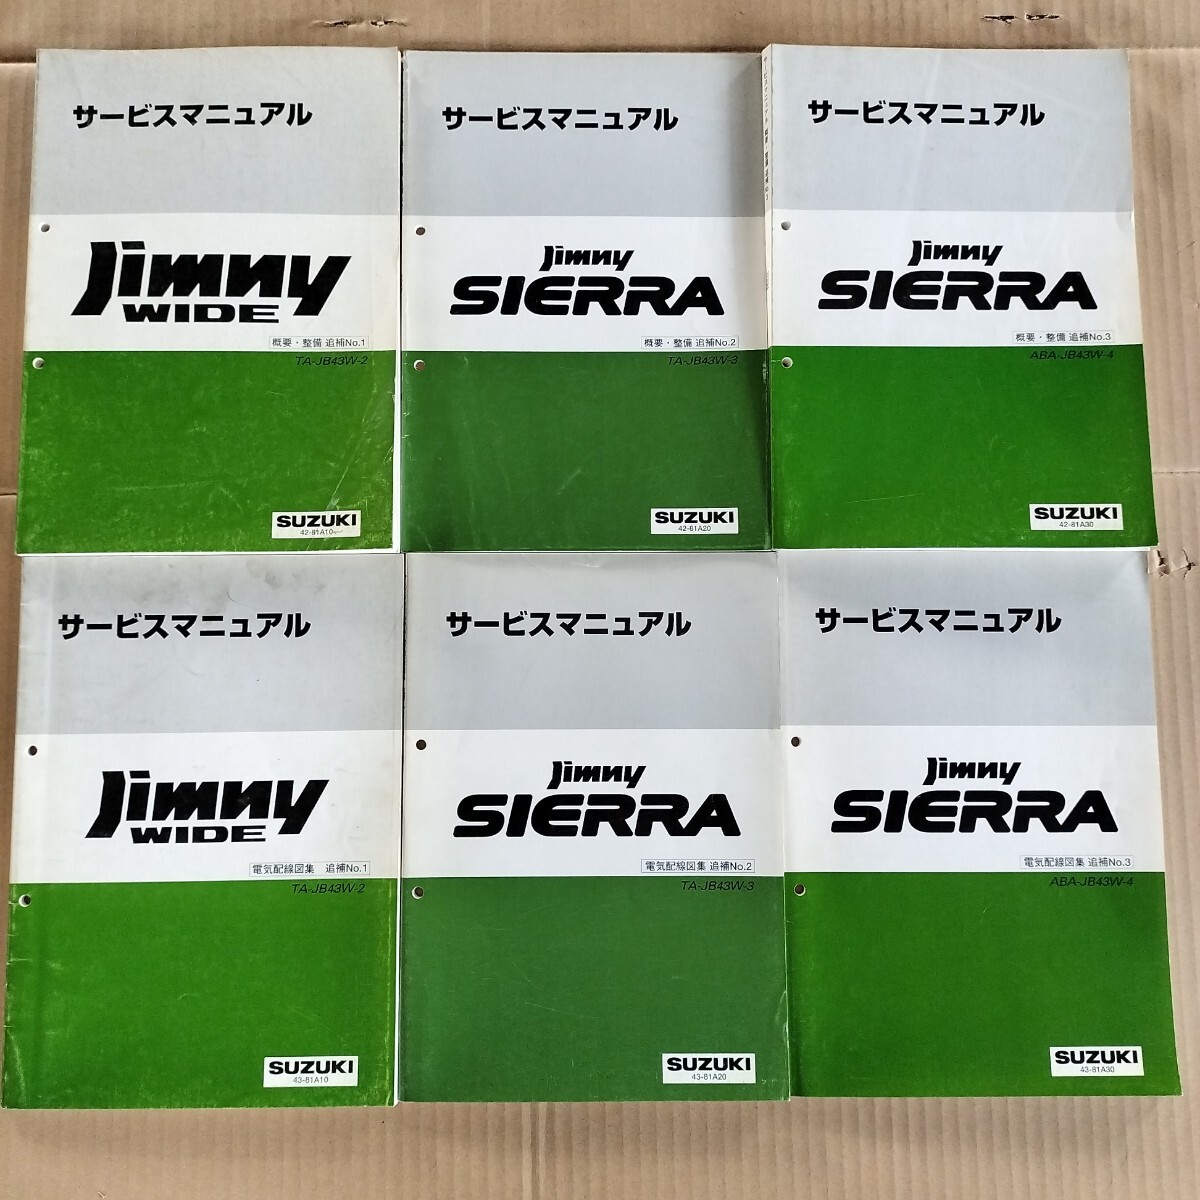 サービスマニュアル
Jimny
WIDE
概要・整備 追補No.1
TA-JB43W-2
SUZUKI
42-81A10
サービスマニュアル
Jimny
SIERRA
概要・整備 追補No.2
TA-JB43W-3
SUZUKI
42-81A20
サービスマニュアル
Jimny
SIERRA
概要・整備 追補No.3
ABA-JB43W-4
SUZUKI
42-81A30
サービスマニュアル
Jimny
WIDE
電気配線図集 追補No.1
TA-JB43W-2
SUZUKI
43-81A10
サービスマニュアル
Jimny
SIERRA
電気配線図集 追補No.2
TA-JB43W-3
SUZUKI
43-81A20
サービスマニュアル
Jimny
SIERRA
電気配線図集 追補No.3
ABA-JB43W-4
SUZUKI
43-81A30